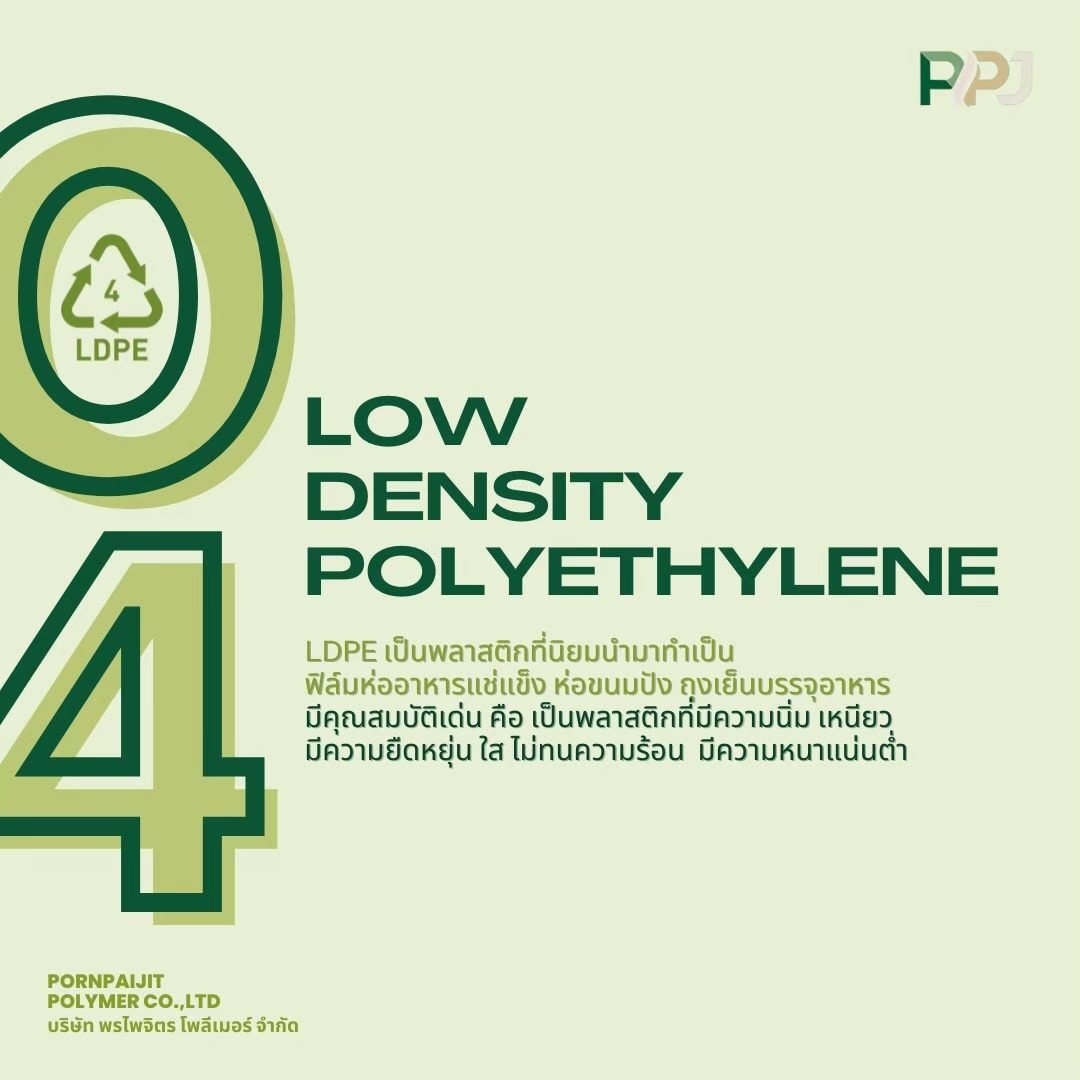 PPJ
04
4
LDPE
LOW
DENSITY
POLYETHYLENE
LDPE เป็นพลาสติกที่นิยมนำมาทำเป็น
ฟิล์มห่ออาหารแช่แข็ง ห่อขนมปัง ถุงเย็นบรรจุอาหาร
มีคุณสมบัติเด่น คือ เป็นพลาสติกที่มีความนิ่ม เหนียว
มีความยืดหยุ่น ใส ไม่ทนความร้อน มีความหนาแน่นต่ำ
PORNPAIJIT
POLYMER CO.,LTD
บริษัท พรไพจิตร โพลีเมอร์ จำกัด